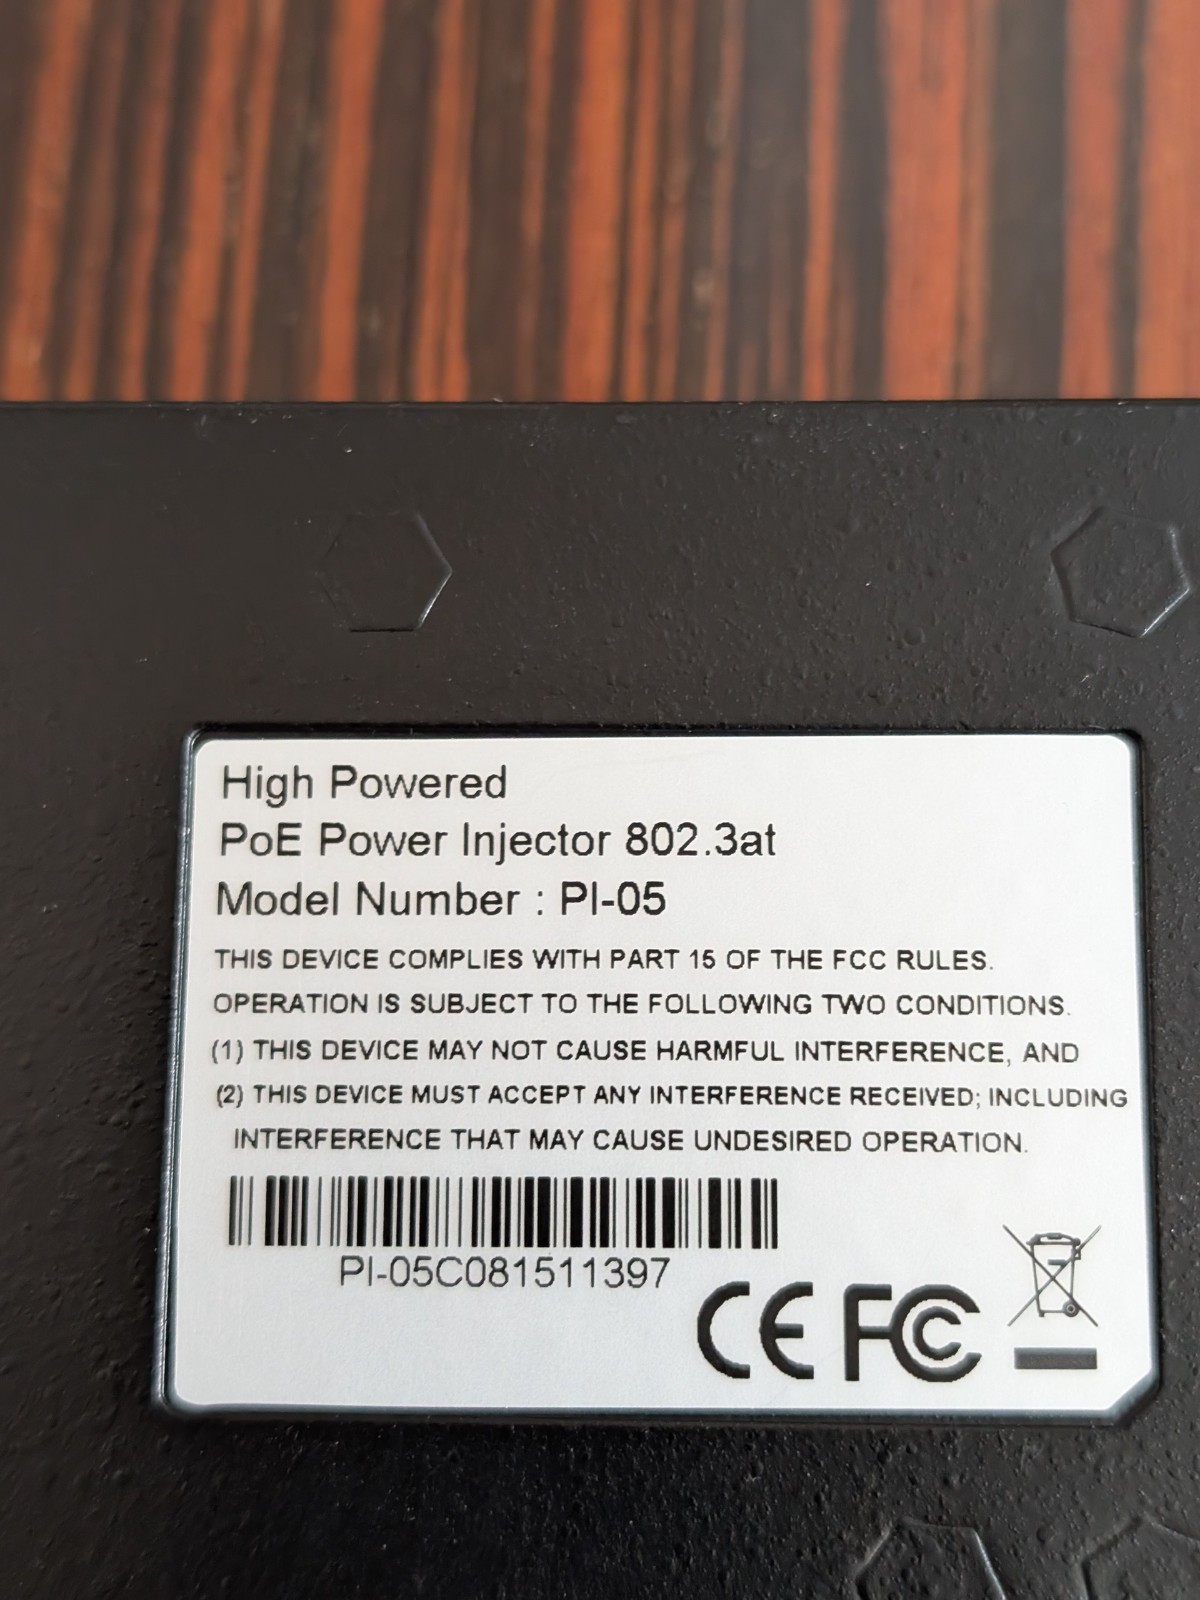 High Powered
PoE Power Injector 802.3at
Model Number : PI-05
THIS DEVICE COMPLIES WITH PART 15 OF THE FCC RULES.
OPERATION IS SUBJECT TO THE FOLLOWING TWO CONDITIONS.
(1) THIS DEVICE MAY NOT CAUSE HARMFUL INTERFERENCE, AND
(2) THIS DEVICE MUST ACCEPT ANY INTERFERENCE RECEIVED; INCLUDING
INTERFERENCE THAT MAY CAUSE UNDESIRED OPERATION.
PI-05C081511397
CE FCC